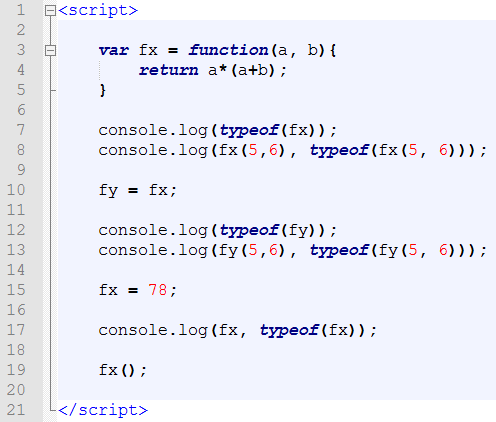 1 <script>
2
3 var fx = function(a, b){
4 return a*(a+b);
5 }
6
7 console.log(typeof(fx));
8 console.log(fx(5,6), typeof(fx(5, 6)));
9
10 fy = fx;
11
12 console.log(typeof(fy));
13 console.log(fy(5,6), typeof(fy(5, 6)));
14
15 fx = 78;
16
17 console.log(fx, typeof(fx));
18
19 fx();
20
21 </script>